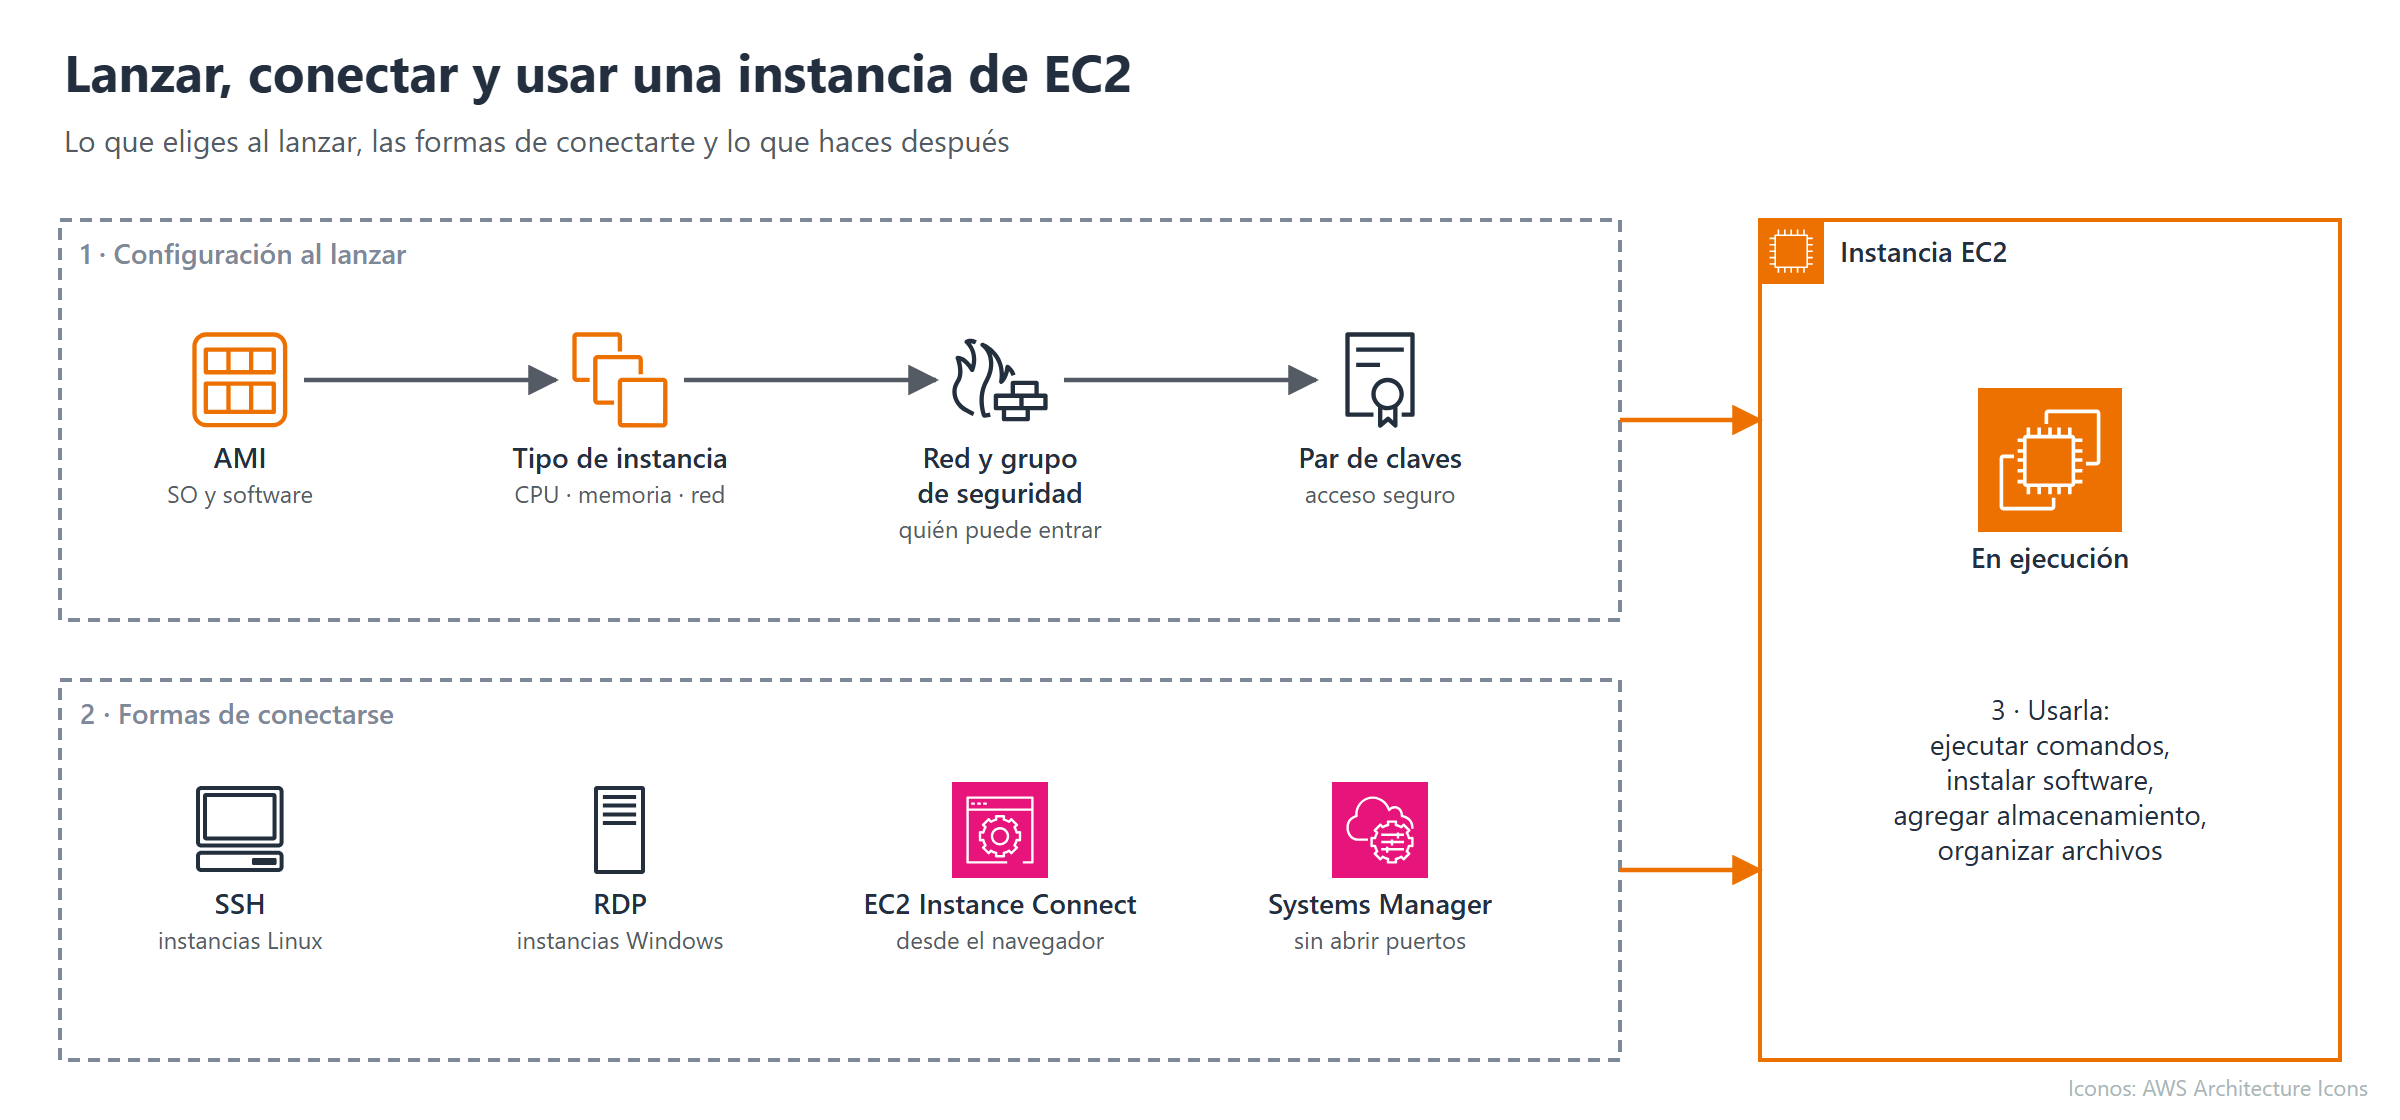 Lanzar, conectar y usar una instancia de EC2
Lo que eliges al lanzar, las formas de conectarte y lo que haces después
1 · Configuración al lanzar
AMI
SO y software
Tipo de instancia
CPU · memoria · red
Red y grupo
de seguridad
quién puede entrar
Par de claves
acceso seguro
2 · Formas de conectarse
SSH
instancias Linux
RDP
instancias Windows
EC2 Instance Connect
desde el navegador
Systems Manager
sin abrir puertos
Instancia EC2
En ejecución
3 · Usarla:
ejecutar comandos,
instalar software,
agregar almacenamiento,
organizar archivos
Iconos: AWS Architecture Icons